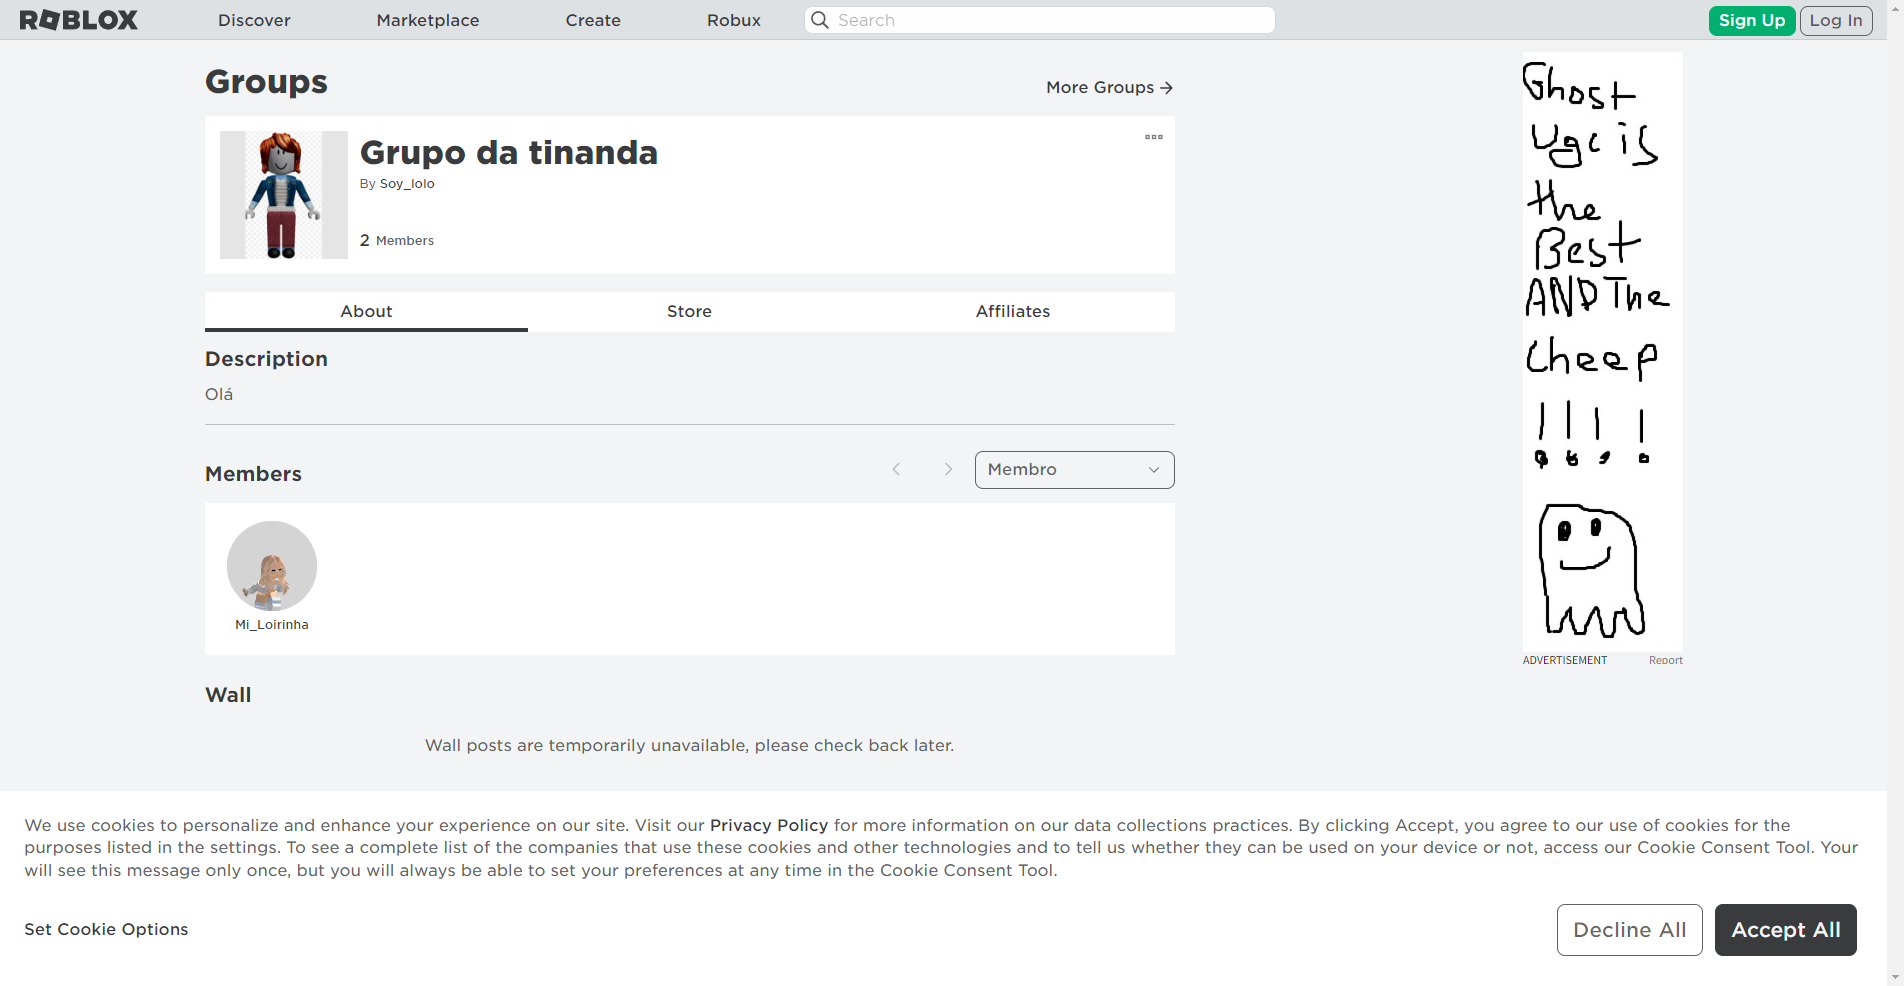 ROBLOX Discover Marketplace Create Robux Search Sign Up Log In
Groups
More Groups →
Grupo da tinanda
By Soy_lolo
2 Members
About Store Affiliates
Description
Olá
Members
Membro
Mi_Loirinha
Wall
Wall posts are temporarily unavailable, please check back later.
Ghost
Ugc is
the
Best
AND The
Cheep
!!!!
ADVERTISEMENT Report
We use cookies to personalize and enhance your experience on our site. Visit our Privacy Policy for more information on our data collections practices. By clicking Accept, you agree to our use of cookies for the
purposes listed in the settings. To see a complete list of the companies that use these cookies and other technologies and to tell us whether they can be used on your device or not, access our Cookie Consent Tool. Your
will see this message only once, but you will always be able to set your preferences at any time in the Cookie Consent Tool.
Set Cookie Options
Decline All
Accept All